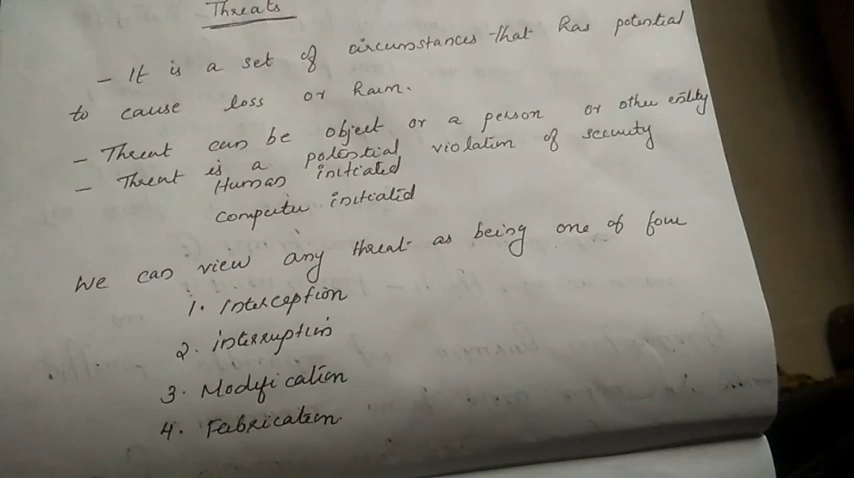 Threats
- It is a set of circumstances that has potential
to cause loss or harm.
- Threat can be object or a person or other entity
- Threat is a potential violation of security
Human initiated
computer initiated
We can view any threat as being one of four
1. Interception
2. interruption
3. Modification
4. Fabrication.